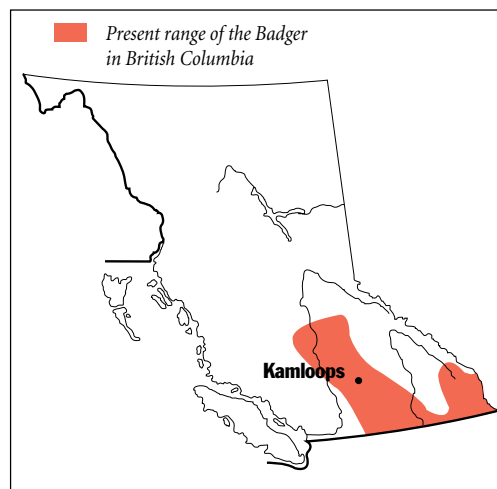 Present range of the Badger
in British Columbia
Kamloops